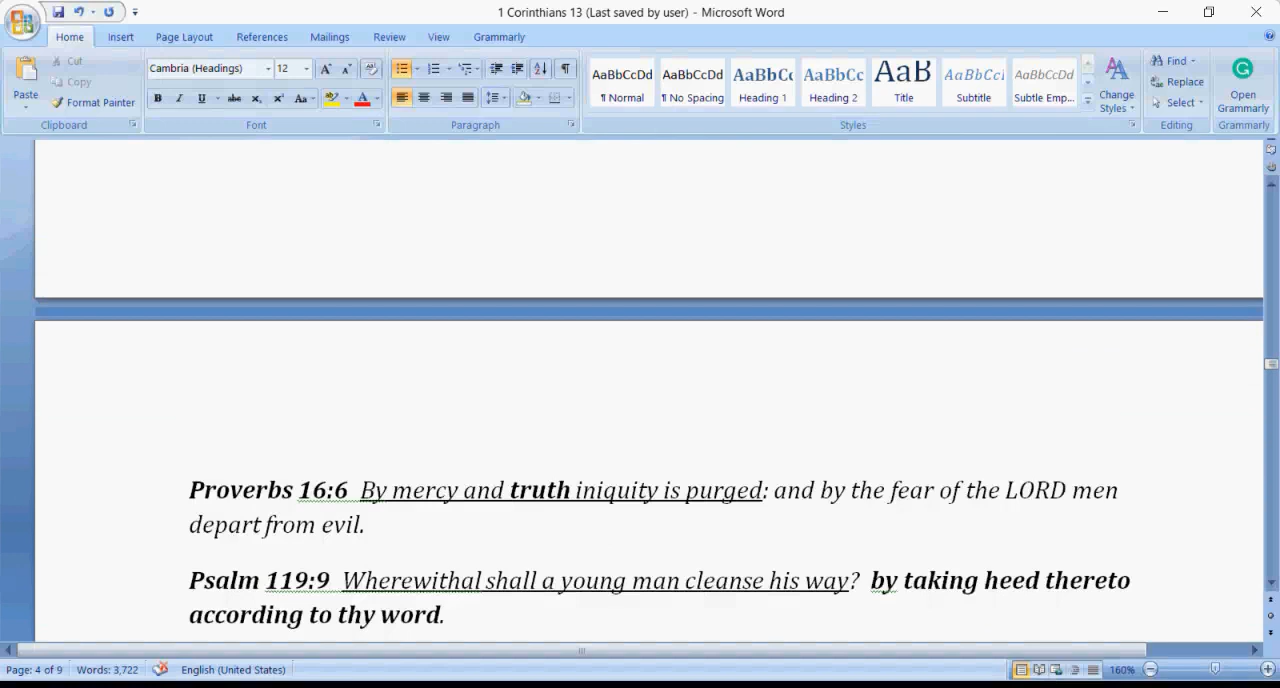 1 Corinthians 13 (Last saved by user) - Microsoft Word
Home Insert Page Layout References Mailings Review View Grammarly
Paste
Cut
Copy
Format Painter
Clipboard
Cambria (Headings) 12
B I U abc x₂ x² Aa A
Font
Paragraph
AaBbCcDd AaBbCcDd AaBbCc AaBbCc AaB AaBbCcl AaBbCcDd
¶ Normal ¶ No Spacing Heading 1 Heading 2 Title Subtitle Subtle Emp...
Change Styles
Styles
Find
Replace
Select
Editing
Open Grammarly
Grammarly
Proverbs 16:6 By mercy and truth iniquity is purged: and by the fear of the LORD men
depart from evil.
Psalm 119:9 Wherewithal shall a young man cleanse his way? by taking heed thereto
according to thy word.
Page: 4 of 9 Words: 3,722 English (United States) 160%